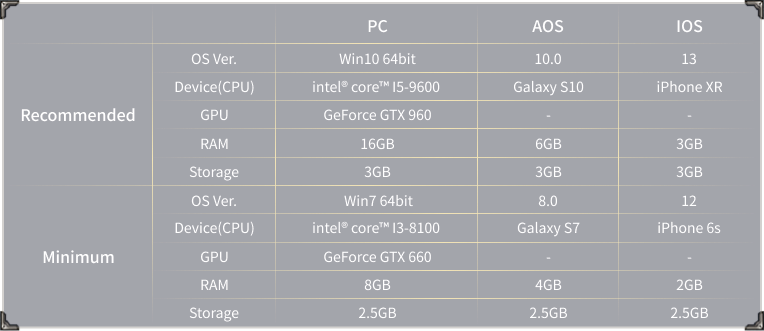 PC AOS IOS
OS Ver. Win10 64bit 10.0 13
Device(CPU) intel® core™ I5-9600 Galaxy S10 iPhone XR
Recommended GPU GeForce GTX 960 - -
RAM 16GB 6GB 3GB
Storage 3GB 3GB 3GB
OS Ver. Win7 64bit 8.0 12
Device(CPU) intel® core™ I3-8100 Galaxy S7 iPhone 6s
Minimum GPU GeForce GTX 660 - -
RAM 8GB 4GB 2GB
Storage 2.5GB 2.5GB 2.5GB